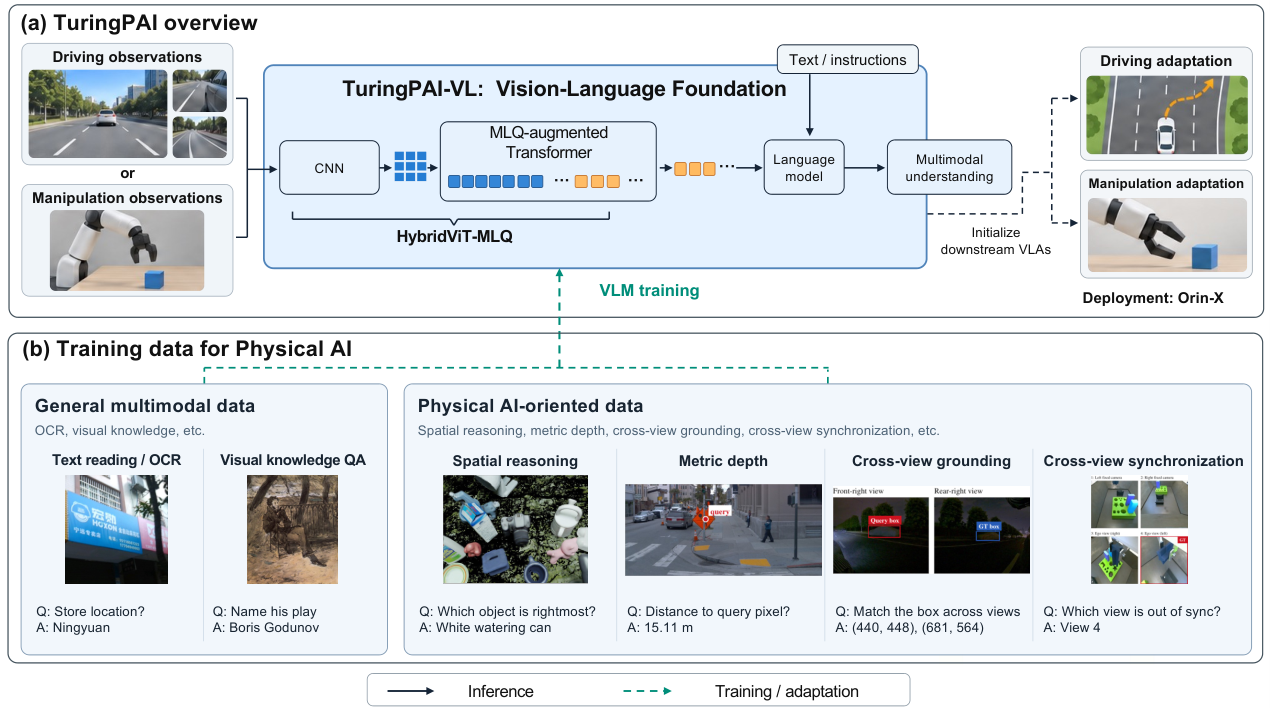 (a) TuringPAI overview
Driving observations
or
Manipulation observations
Text / instructions
TuringPAI-VL: Vision-Language Foundation
CNN
MLQ-augmented
Transformer
...
...
...
Language
model
Multimodal
understanding
HybridViT-MLQ
Initialize
downstream VLAs
Driving adaptation
Manipulation adaptation
Deployment: Orin-X
VLM training
(b) Training data for Physical AI
General multimodal data
OCR, visual knowledge, etc.
Text reading / OCR
宏雅
HOZON
Q: Store location?
A: Ningyuan
Visual knowledge QA
Q: Name his play
A: Boris Godunov
Physical AI-oriented data
Spatial reasoning, metric depth, cross-view grounding, cross-view synchronization, etc.
Spatial reasoning
Q: Which object is rightmost?
A: White watering can
Metric depth
query
Q: Distance to query pixel?
A: 15.11 m
Cross-view grounding
Front-right view
Rear-right view
Query box
GT box
Q: Match the box across views
A: (440, 448), (681, 564)
Cross-view synchronization
GT
Q: Which view is out of sync?
A: View 4
Inference
Training / adaptation